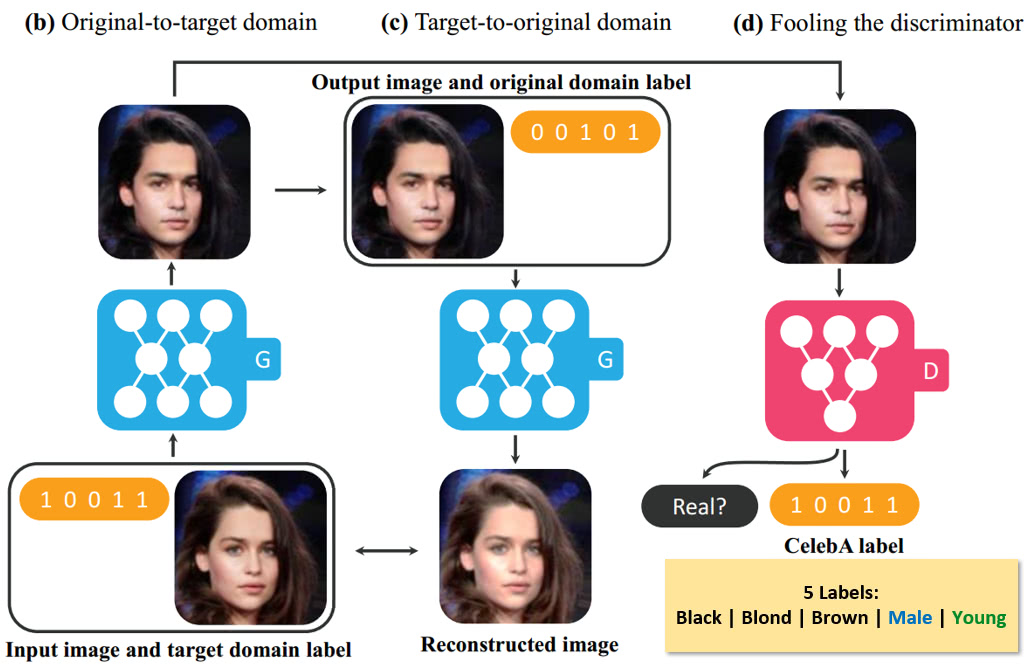 (b) Original-to-target domain
(c) Target-to-original domain
(d) Fooling the discriminator
Output image and original domain label
0 0 1 0 1
G
G
D
1 0 0 1 1
Real?
1 0 0 1 1
CelebA label
5 Labels:
Black | Blond | Brown | Male | Young
Input image and target domain label
Reconstructed image